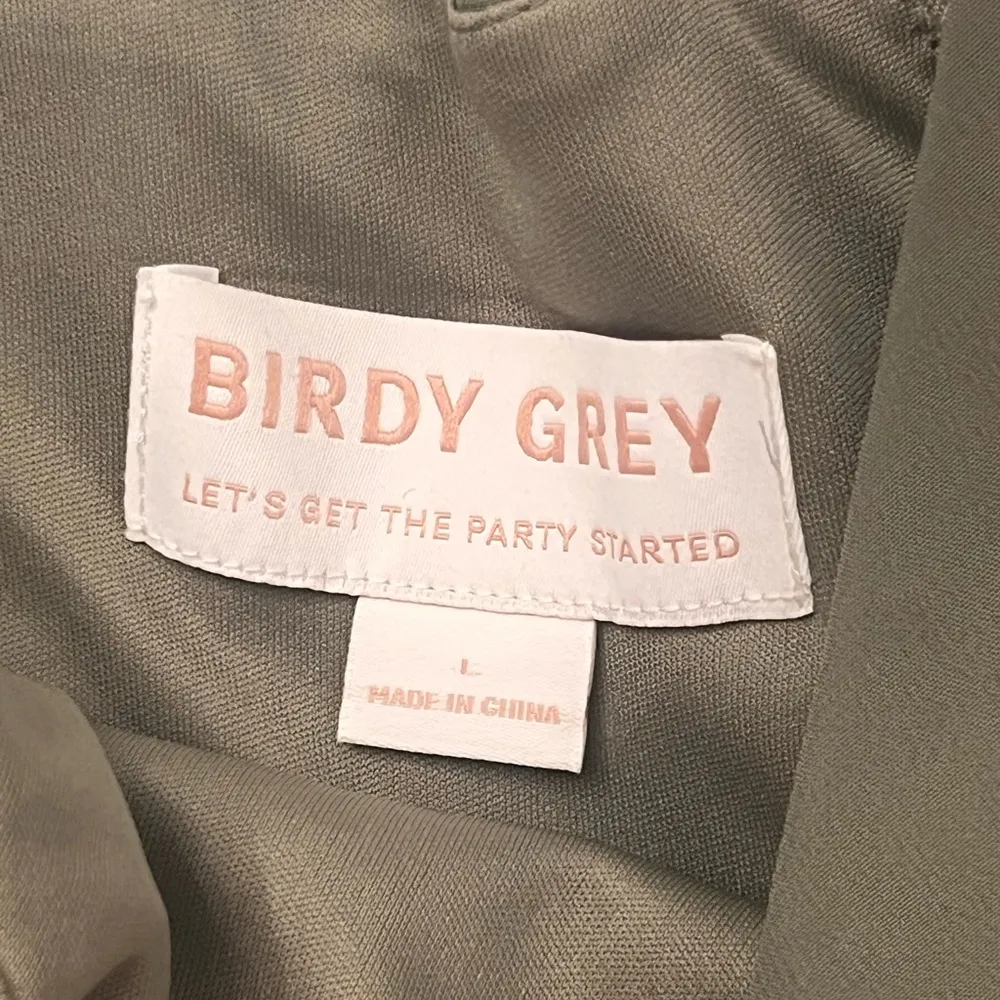 BIRDY GREY
LET'S GET THE PARTY STARTED
L
MADE IN CHINA